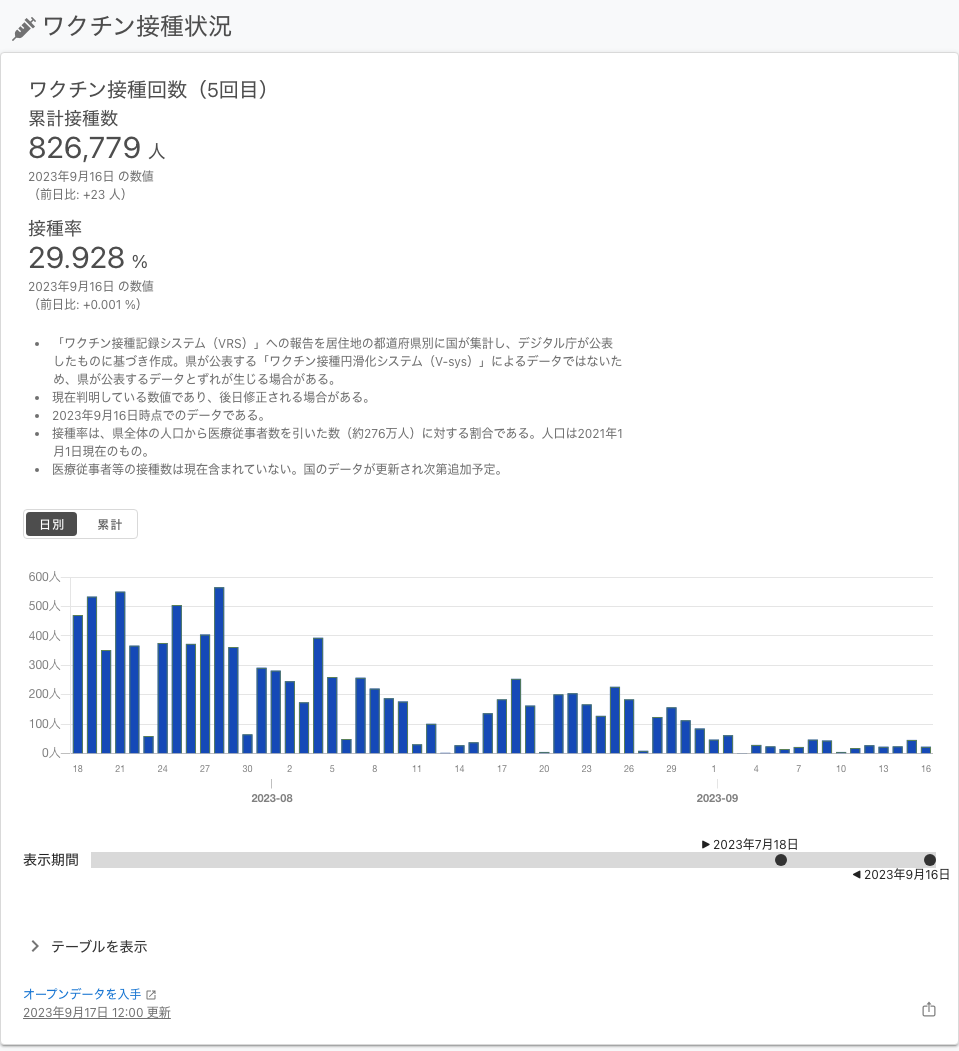 ワクチン接種状況
ワクチン接種回数（5回目）
累計接種数
826,779 人
2023年9月16日 の数値
（前日比: +23 人）
接種率
29.928 %
2023年9月16日 の数値
（前日比: +0.001 %）
• 「ワクチン接種記録システム（VRS）」への報告を居住地の都道府県別に国が集計し、デジタル庁が公表
したものに基づき作成。県が公表する「ワクチン接種円滑化システム（V-sys）」によるデータではないた
め、県が公表するデータとずれが生じる場合がある。
• 現在判明している数値であり、後日修正される場合がある。
• 2023年9月16日時点でのデータである。
• 接種率は、県全体の人口から医療従事者数を引いた数（約276万人）に対する割合である。人口は2021年1
月1日現在のもの。
• 医療従事者等の接種数は現在含まれていない。国のデータが更新され次第追加予定。
日別 累計
600人
500人
400人
300人
200人
100人
0人
18 21 24 27 30 2 5 8 11 14 17 20 23 26 29 1 4 7 10 13 16
2023-08 2023-09
▶ 2023年7月18日
表示期間
◀ 2023年9月16日
テーブルを表示
オープンデータを入手
2023年9月17日 12:00 更新